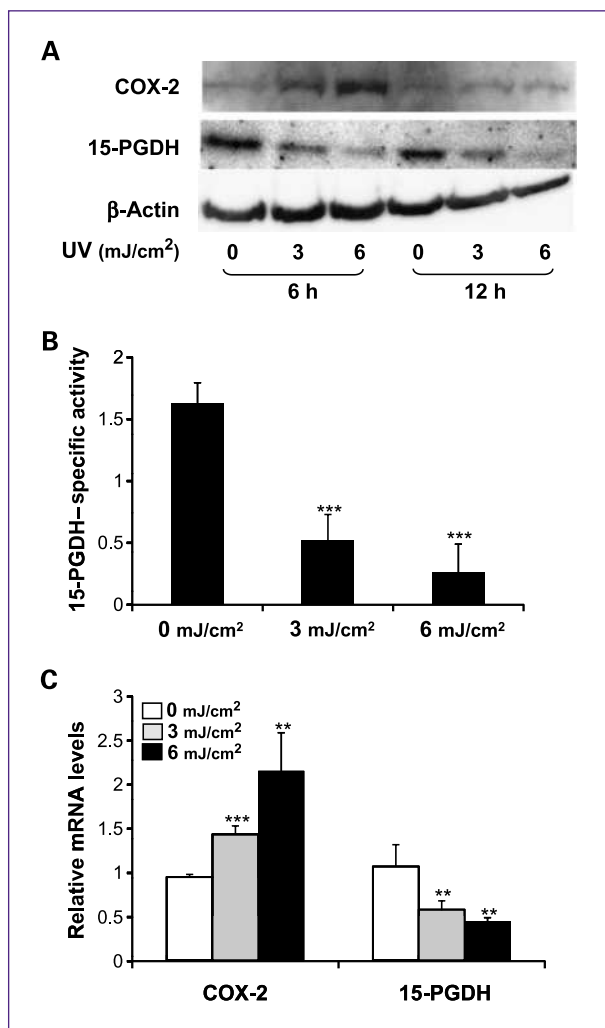 A
COX-2
15-PGDH
β-Actin
UV (mJ/cm²) 0 3 6 0 3 6
6 h 12 h
B
15-PGDH–specific activity
2
1.5
1
0.5
0
***
***
0 mJ/cm² 3 mJ/cm² 6 mJ/cm²
C
Relative mRNA levels
3
2.5
2
1.5
1
0.5
0
0 mJ/cm²
3 mJ/cm²
6 mJ/cm²
***
**
**
**
COX-2 15-PGDH